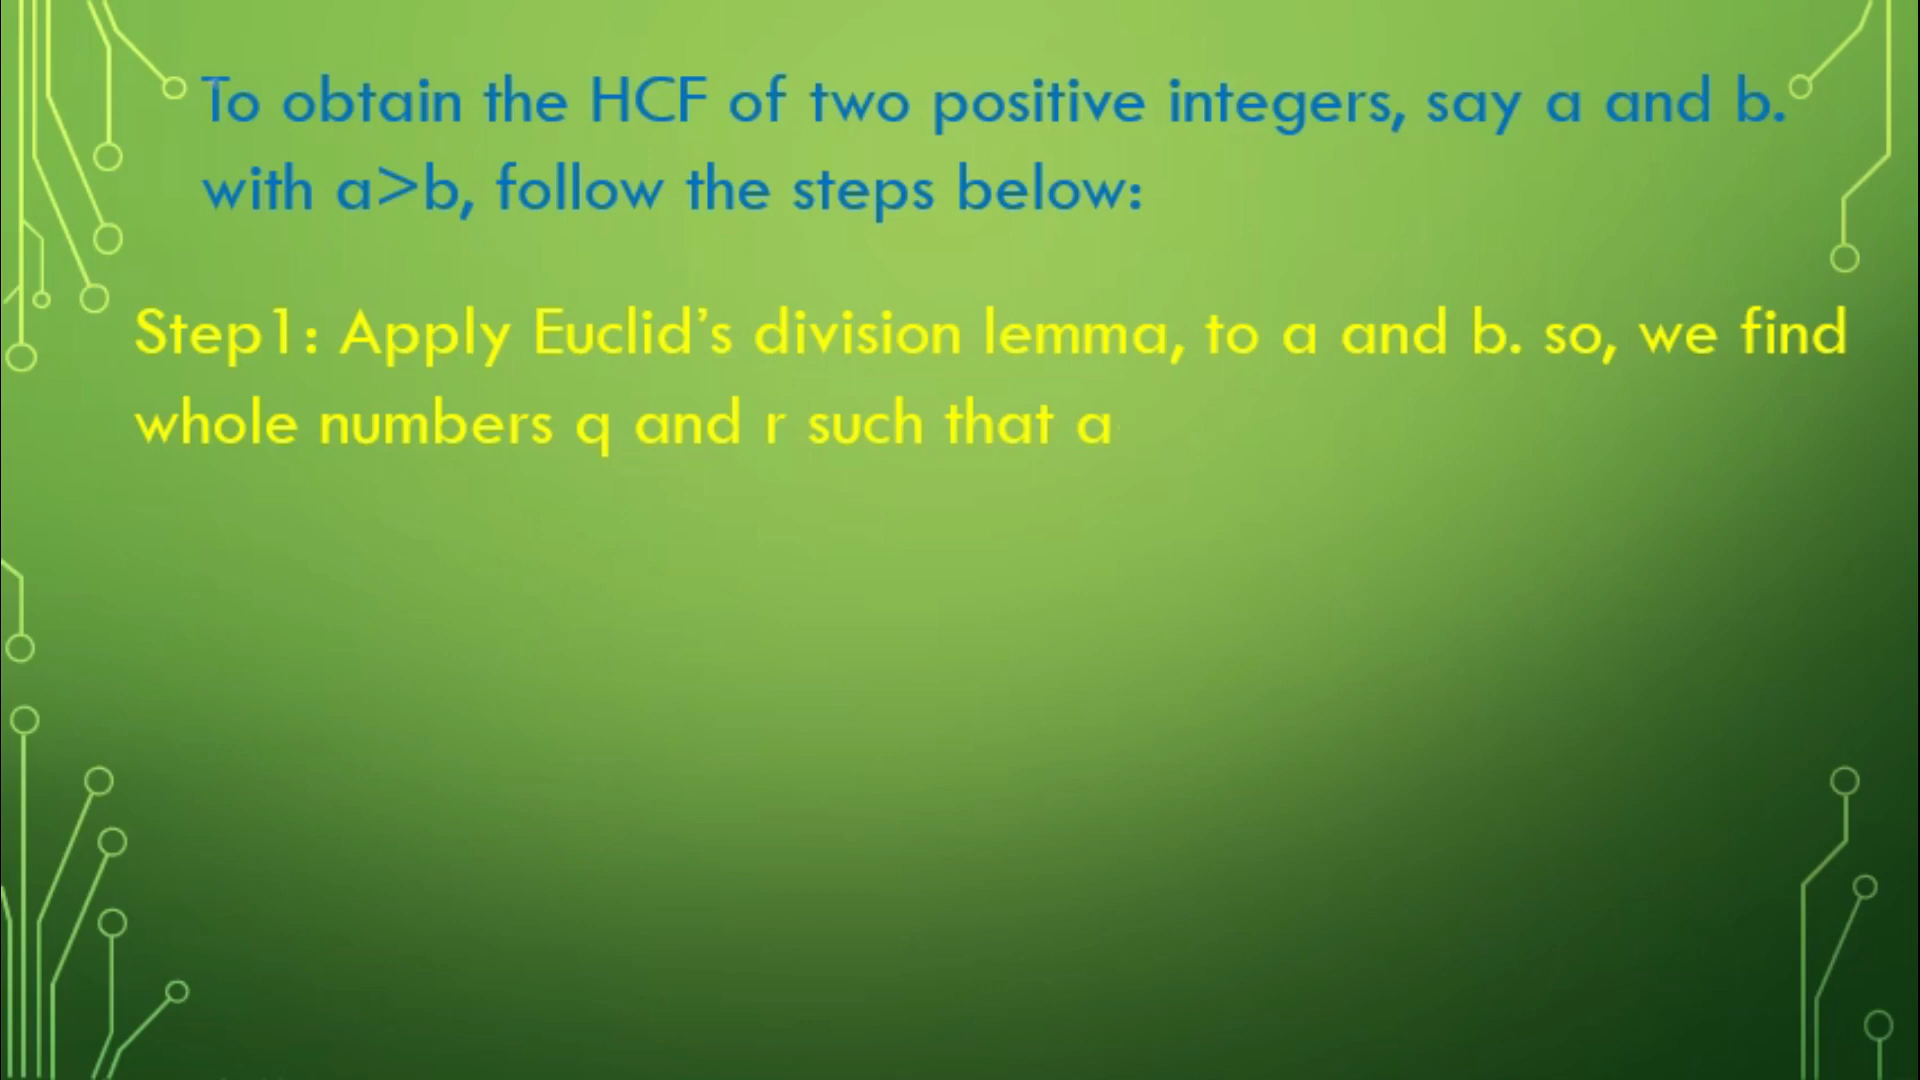 To obtain the HCF of two positive integers, say a and b.
with a>b, follow the steps below:
Step1: Apply Euclid’s division lemma, to a and b. so, we find
whole numbers q and r such that a